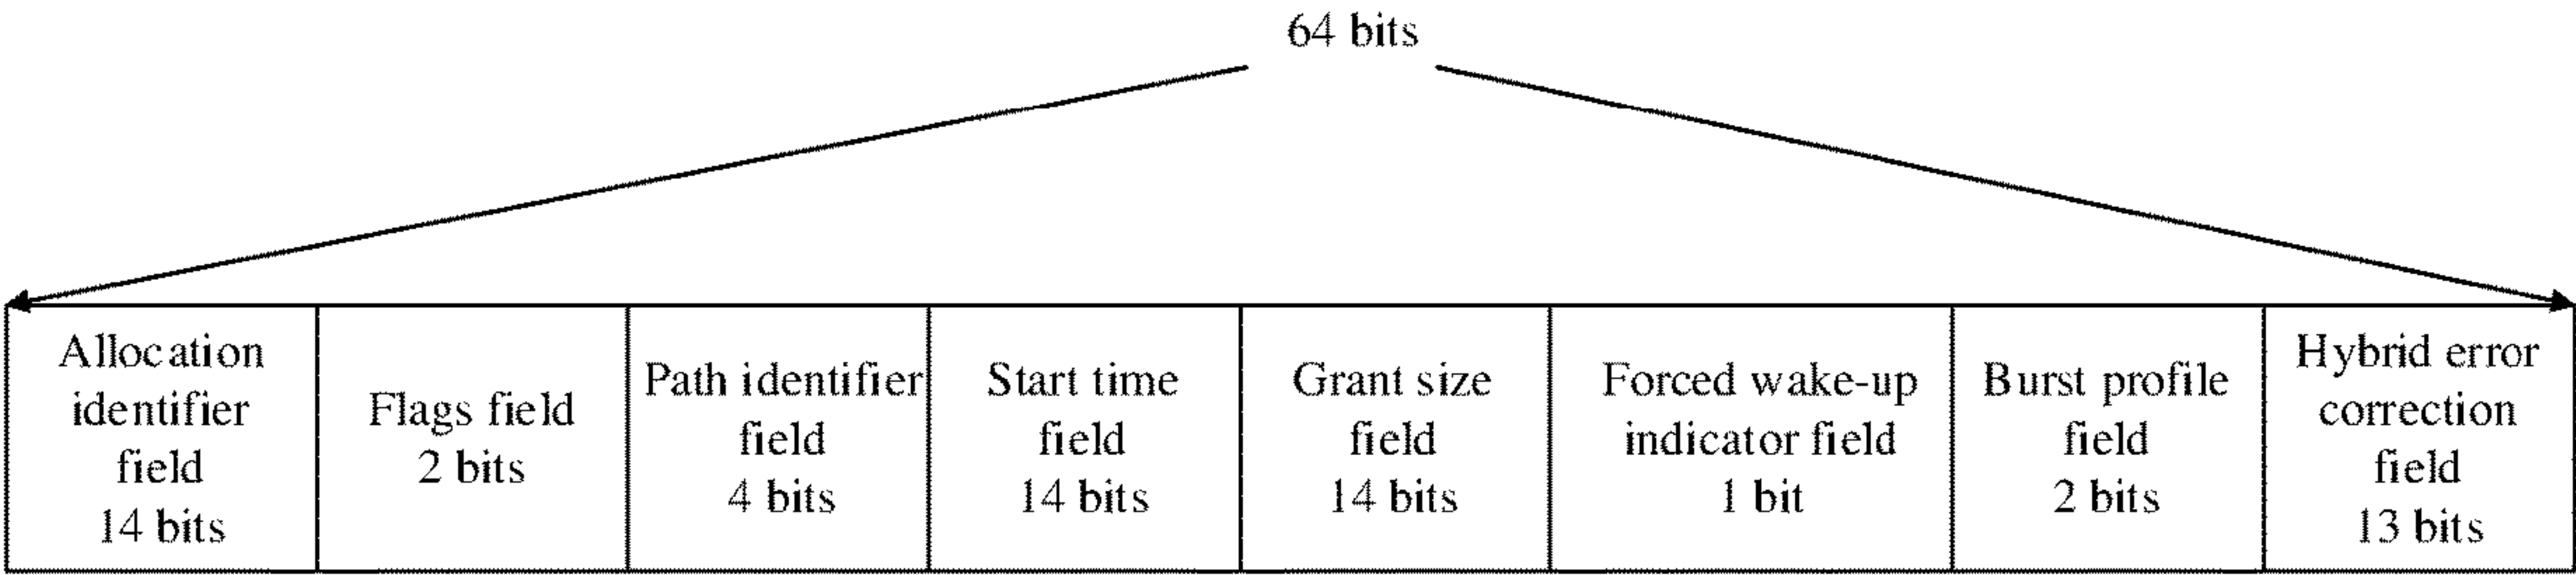 64 bits
Allocation
identifier
field
14 bits
Flags field
2 bits
Path identifier
field
4 bits
Start time
field
14 bits
Grant size
field
14 bits
Forced wake-up
indicator field
1 bit
Burst profile
field
2 bits
Hybrid error
correction
field
13 bits